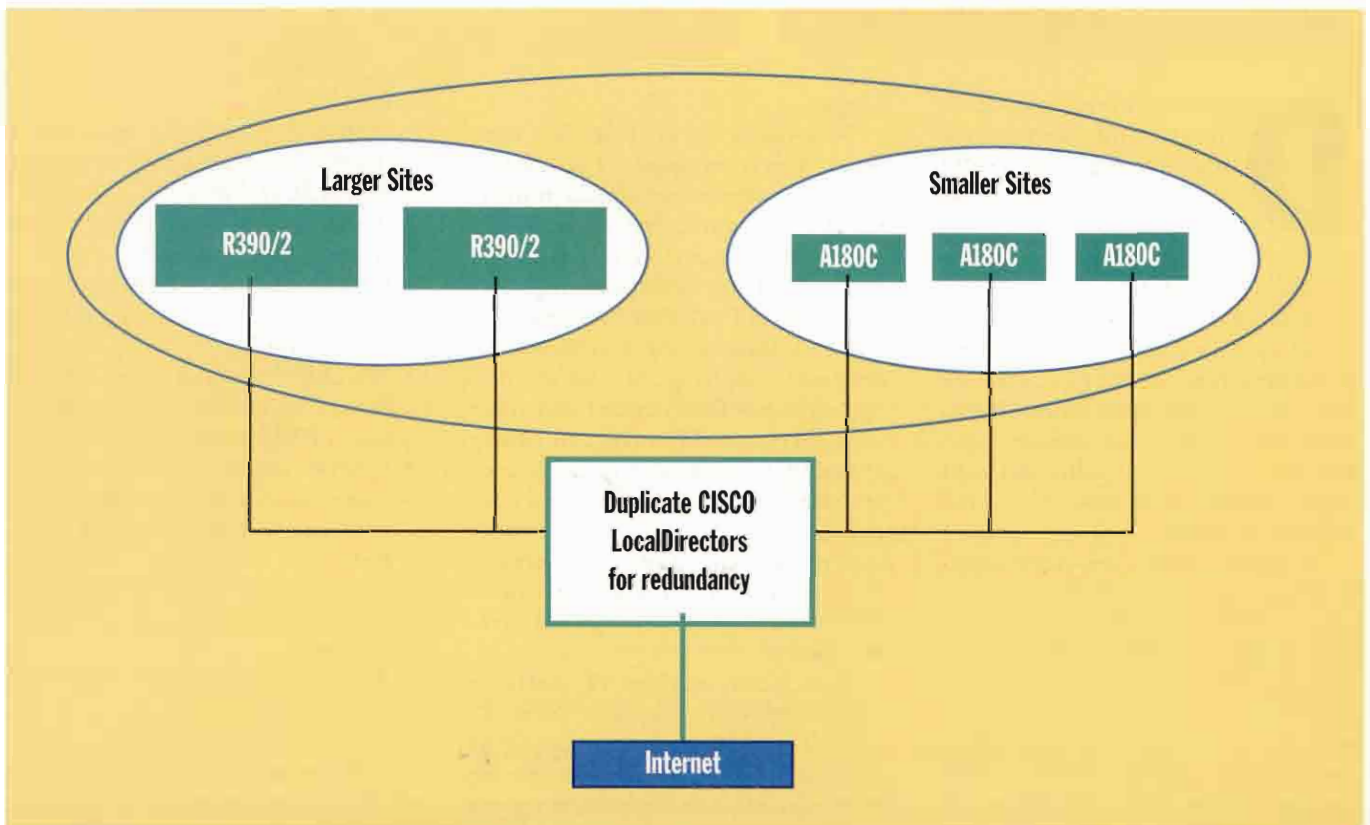 Larger Sites
Smaller Sites
R390/2
R390/2
A180C
A180C
A180C
Duplicate CISCO
LocalDirectors
for redundancy
Internet